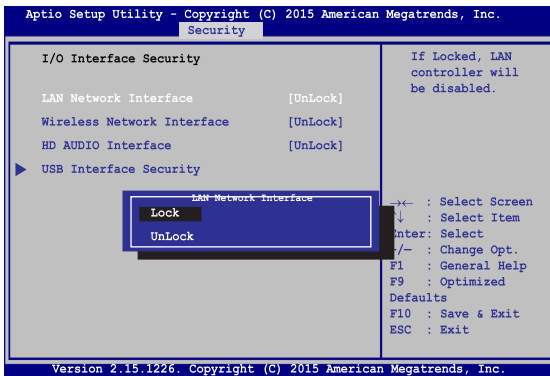 Aptio Setup Utility - Copyright (C) 2015 American Megatrends, Inc.
Security
I/O Interface Security
LAN Network Interface [UnLock]
Wireless Network Interface [UnLock]
HD AUDIO Interface [UnLock]
USB Interface Security
If Locked, LAN
controller will
be disabled.
LAN Network Interface
Lock
UnLock
→← : Select Screen
↑↓ : Select Item
Enter: Select
+/— : Change Opt.
F1 : General Help
F9 : Optimized
Defaults
F10 : Save & Exit
ESC : Exit
Version 2.15.1226. Copyright (C) 2015 American Megatrends, Inc.